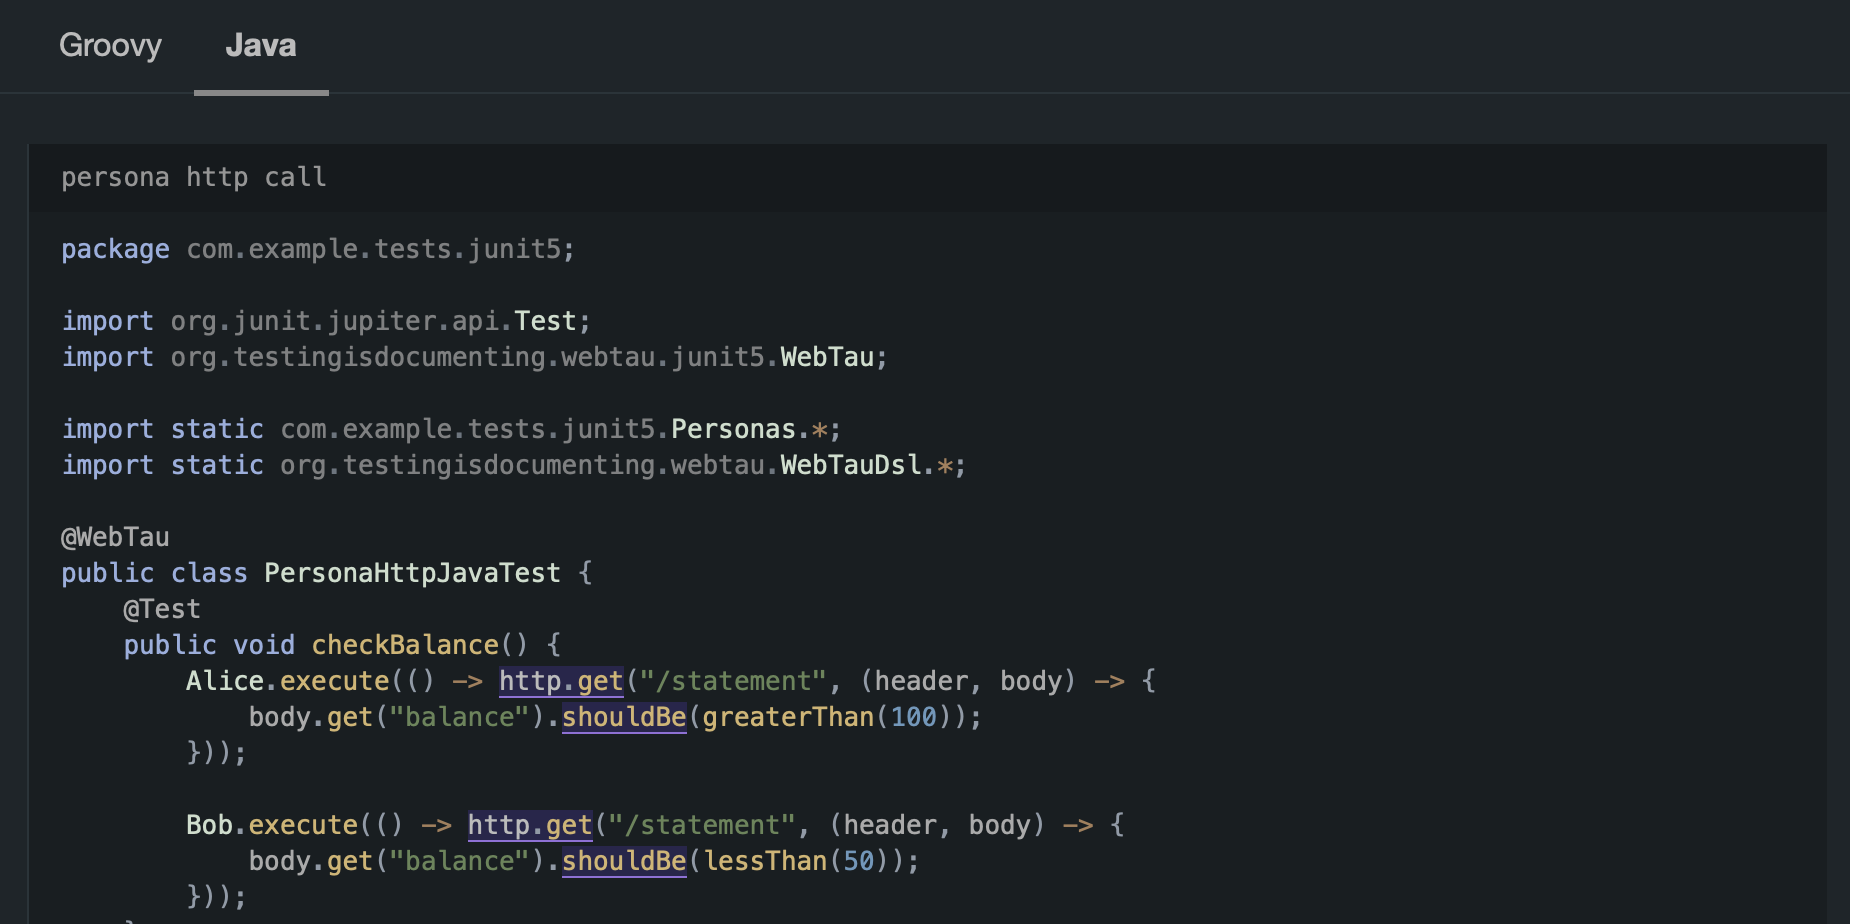 Groovy Java
persona http call
package com.example.tests.junit5;
import org.junit.jupiter.api.Test;
import org.testingisdocumenting.webtau.junit5.WebTau;
import static com.example.tests.junit5.Personas.*;
import static org.testingisdocumenting.webtau.WebTauDsl.*;
@WebTau
public class PersonaHttpJavaTest {
    @Test
    public void checkBalance() {
        Alice.execute(() -> http.get("/statement", (header, body) -> {
            body.get("balance").shouldBe(greaterThan(100));
        }));
        Bob.execute(() -> http.get("/statement", (header, body) -> {
            body.get("balance").shouldBe(lessThan(50));
        }));